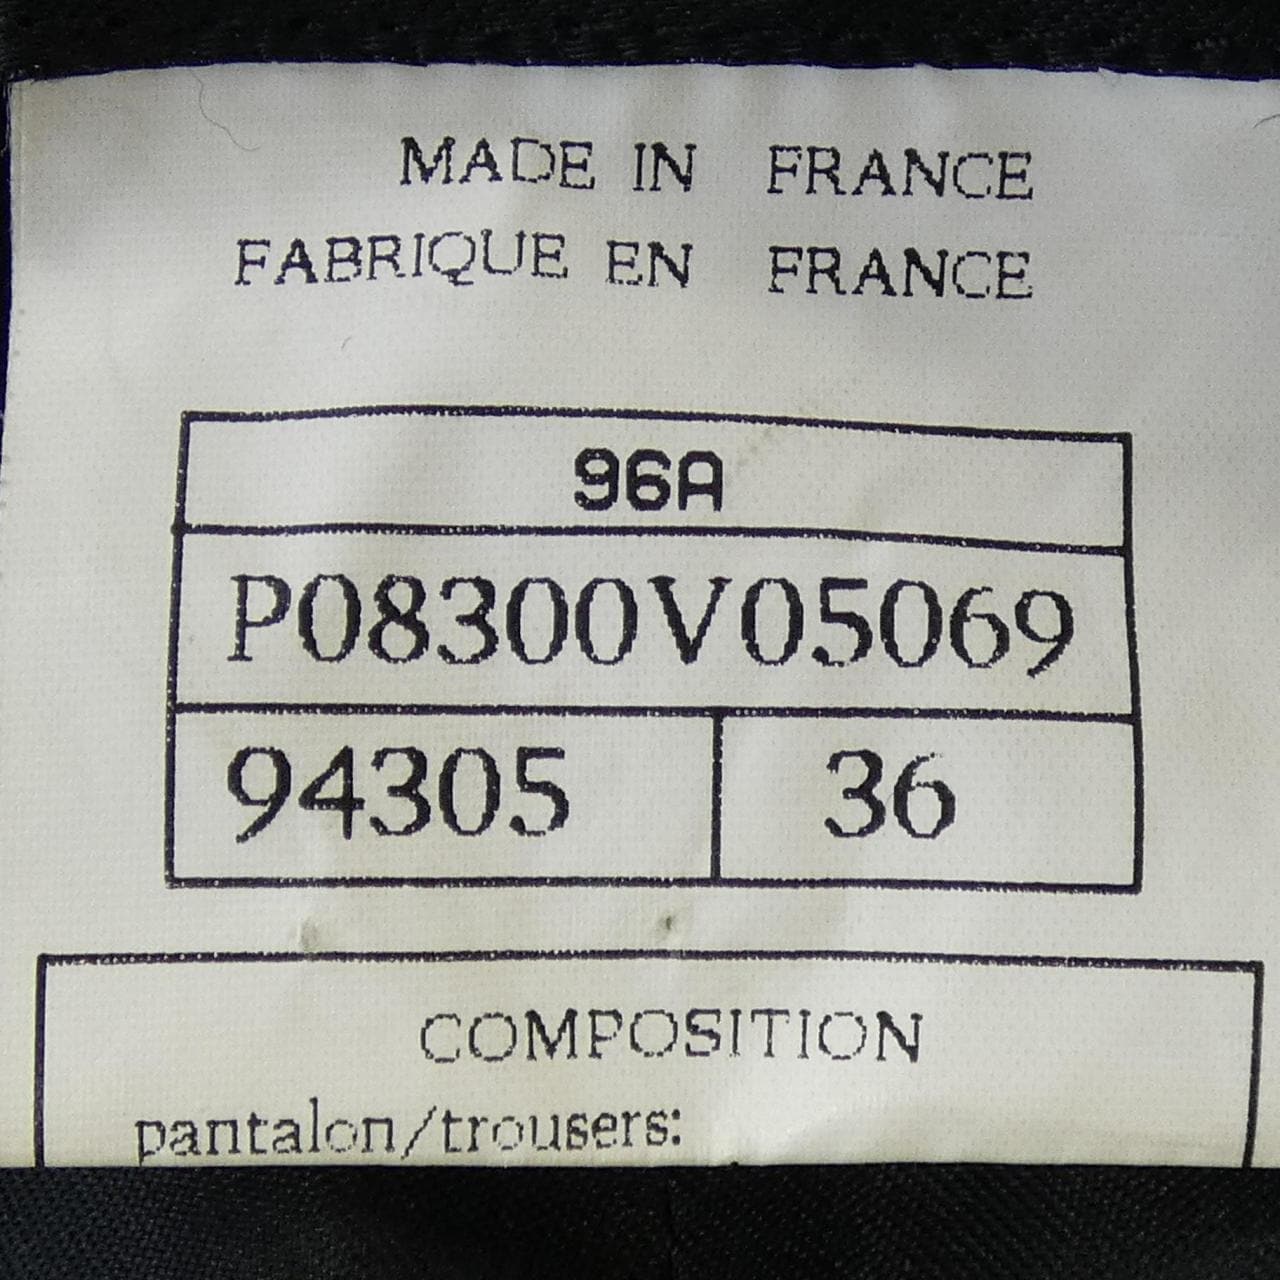 MADE IN FRANCE
FABRIQUE EN FRANCE
96A
P08300V05069
94305 36
COMPOSITION
pantalon/trousers: